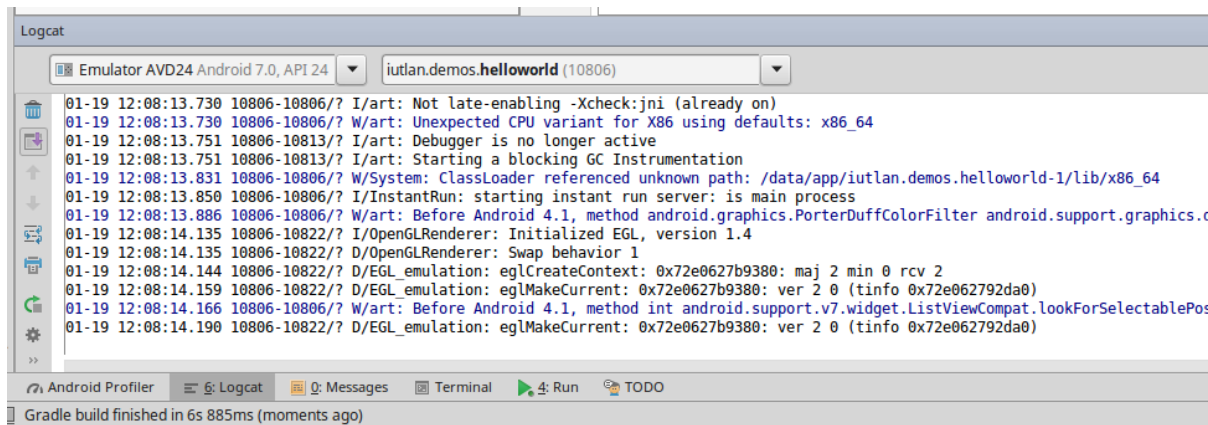 Logcat
Emulator AVD24 Android 7.0, API 24 iutlan.demos.helloworld (10806)
01-19 12:08:13.730 10806-10806/? I/art: Not late-enabling -Xcheck:jni (already on)
01-19 12:08:13.730 10806-10806/? W/art: Unexpected CPU variant for X86 using defaults: x86_64
01-19 12:08:13.751 10806-10813/? I/art: Debugger is no longer active
01-19 12:08:13.751 10806-10813/? I/art: Starting a blocking GC Instrumentation
01-19 12:08:13.831 10806-10806/? W/System: ClassLoader referenced unknown path: /data/app/iutlan.demos.helloworld-1/lib/x86_64
01-19 12:08:13.850 10806-10806/? I/InstantRun: starting instant run server: is main process
01-19 12:08:13.886 10806-10806/? W/art: Before Android 4.1, method android.graphics.PorterDuffColorFilter android.support.graphics.d
01-19 12:08:14.135 10806-10822/? I/OpenGLRenderer: Initialized EGL, version 1.4
01-19 12:08:14.135 10806-10822/? D/OpenGLRenderer: Swap behavior 1
01-19 12:08:14.144 10806-10822/? D/EGL_emulation: eglCreateContext: 0x72e0627b9380: maj 2 min 0 rcv 2
01-19 12:08:14.159 10806-10822/? D/EGL_emulation: eglMakeCurrent: 0x72e0627b9380: ver 2 0 (tinfo 0x72e062792da0)
01-19 12:08:14.166 10806-10806/? W/art: Before Android 4.1, method int android.support.v7.widget.ListViewCompat.lookForSelectablePos
01-19 12:08:14.190 10806-10822/? D/EGL_emulation: eglMakeCurrent: 0x72e0627b9380: ver 2 0 (tinfo 0x72e062792da0)
Android Profiler 6: Logcat 0: Messages Terminal 4: Run TODO
Gradle build finished in 6s 885ms (moments ago)